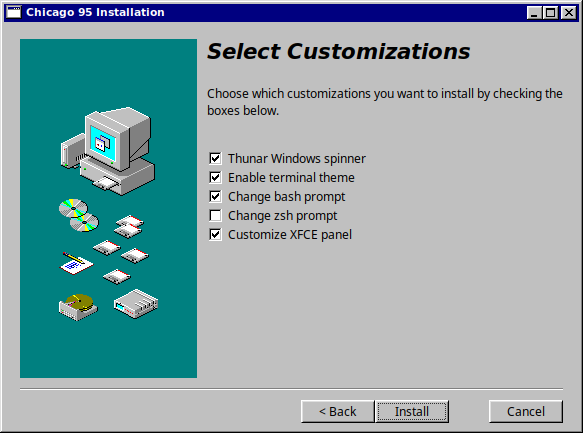 Chicago 95 Installation
Select Customizations
Choose which customizations you want to install by checking the
boxes below.
Thunar Windows spinner
Enable terminal theme
Change bash prompt
Change zsh prompt
Customize XFCE panel
< Back
Install
Cancel